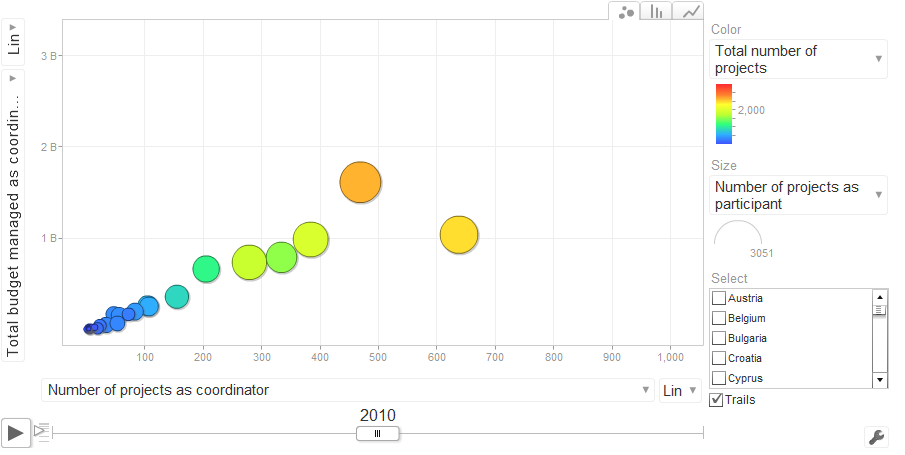 Lin
Total budget managed as coordin...
3 B
2 B
1 B
100 200 300 400 500 600 700 800 900 1,000
Number of projects as coordinator
Lin
2010
Color
Total number of
projects
2,000
Size
Number of projects as
participant
3051
Select
Austria
Belgium
Bulgaria
Croatia
Cyprus
Trails